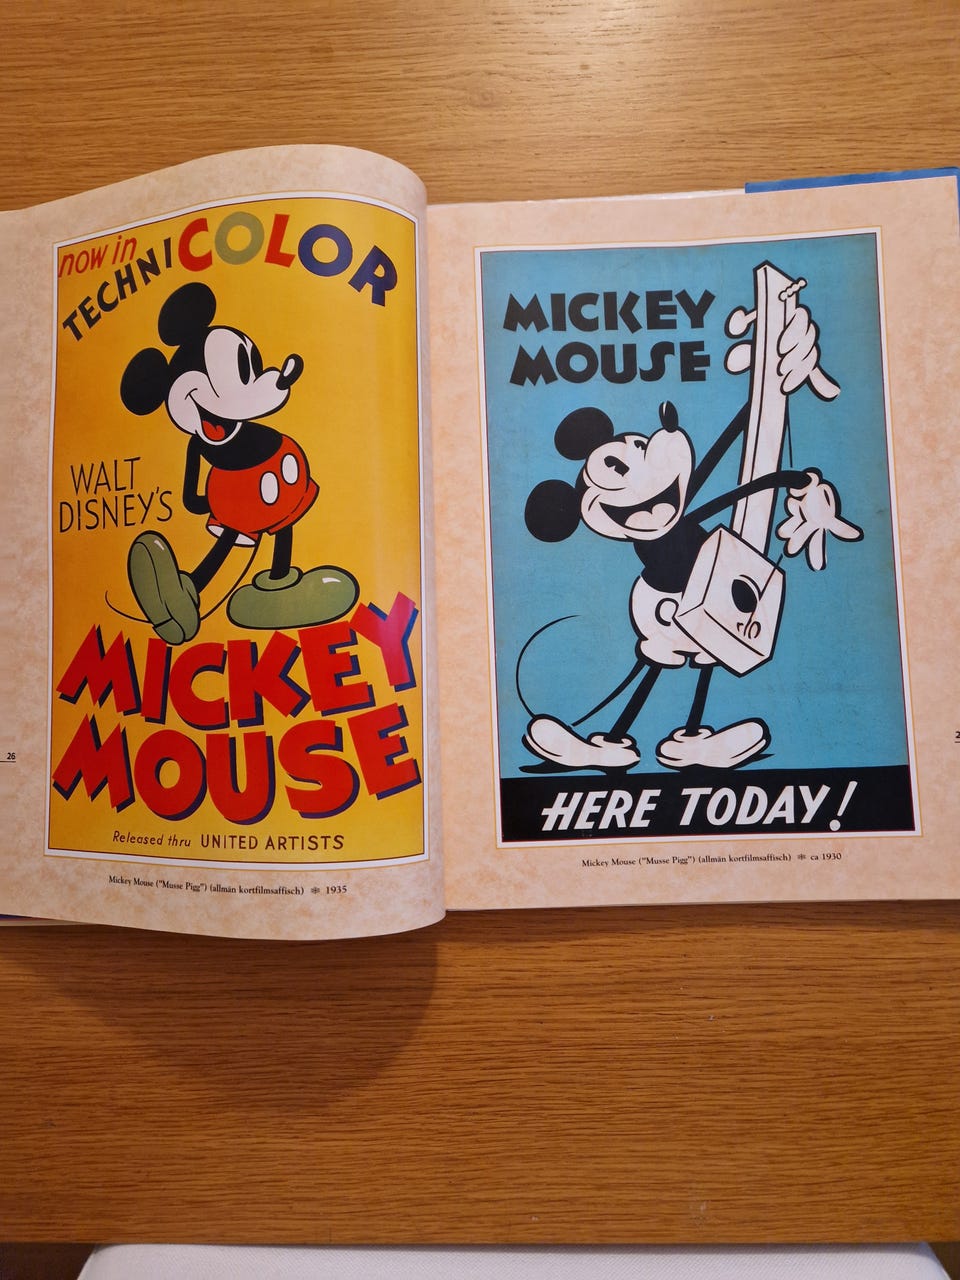 now in
TECHNICOLOR
WALT
DISNEY'S
MICKEY
MOUSE
Released thru UNITED ARTISTS
Mickey Mouse ("Musse Pigg") (allmän kortfilmsaffisch) ❄ 1935
26
MICKEY
MOUSE
HERE TODAY!
Mickey Mouse ("Musse Pigg") (allmän kortfilmsaffisch) ❄ ca 1930